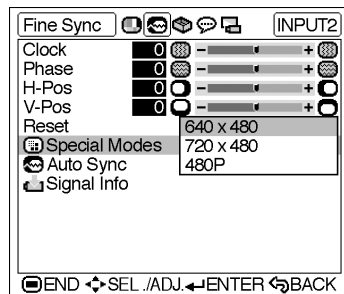 Fine Sync INPUT2
Clock 0 - +
Phase 0 - +
H-Pos 0 - +
V-Pos 0 - +
Reset 640 x 480
Special Modes 720 x 480
Auto Sync 480P
Signal Info
END SEL./ADJ. ENTER BACK